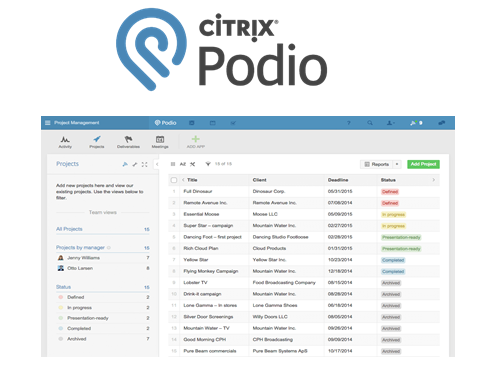 CİTRIX®
Podio
Project Management
Podio
Activity
Projects
Deliverables
Meetings
ADD APP
Projects
All
15 of 15
Reports
Add Project
Add new projects here and view our
existing projects. Use the views below to
filter.
Team views
All Projects 15
Projects by manager
Jenny Williams 7
Otto Larsen 8
Status 15
Defined 2
In progress 2
Presentation-ready 2
Completed 2
Archived 7
Title Client Deadline Status
1 Full Dinosaur Dinosaur Corp. 05/31/2015 Defined
2 Remote Avenue Inc. Remote Avenue Inc. 07/08/2014 Defined
3 Essential Moose Moose LLC 05/09/2015 In progress
4 Super Star – campaign Mountain Water Inc. 02/27/2015 In progress
5 Dancing Food – first project Dancing Studio Footloose 02/26/2015 Presentation-ready
6 Rich Cloud Plan Cloud Products 01/31/2015 Presentation-ready
7 Yellow Star Mountain Water Inc. 10/23/2014 Completed
8 Flying Monkey Campaign Mountain Water Inc. 12/18/2014 Completed
9 Lobster TV Food Broadcasting Company 08/15/2014 Archived
10 Drink-it campaign Mountain Water Inc. 08/28/2014 Archived
11 Lone Gamma – In stores Lone Gamma Shoes 08/14/2014 Archived
12 Silver Door Screenings Willy Doors LLC 08/30/2014 Archived
13 Mountain Water – TV Mountain Water Inc. 09/26/2014 Archived
14 Good Morning CPH CPH Broadcasting 09/30/2014 Archived
15 Pure Beam commercials Pure Beam Systems ApS 10/17/2014 Archived